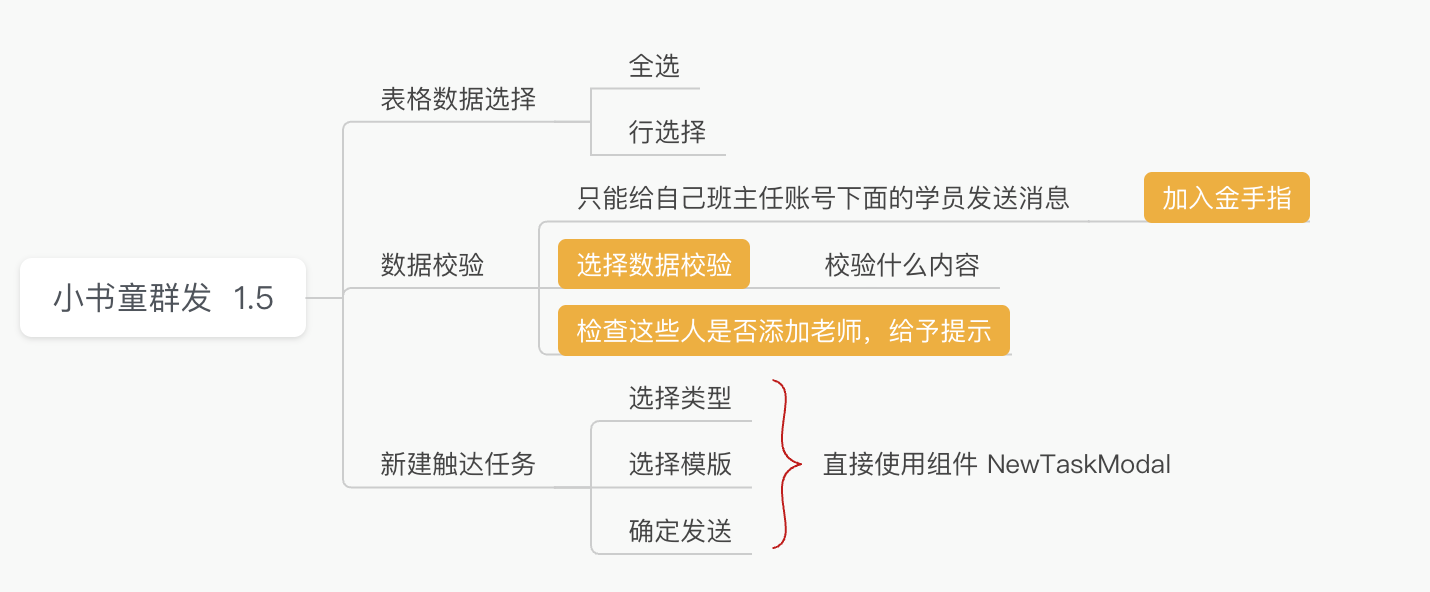 小书童群发 1.5
表格数据选择
全选
行选择
数据校验
只能给自己班主任账号下面的学员发送消息
加入金手指
选择数据校验
校验什么内容
检查这些人是否添加老师，给予提示
新建触达任务
选择类型
选择模版
确定发送
直接使用组件 NewTaskModal